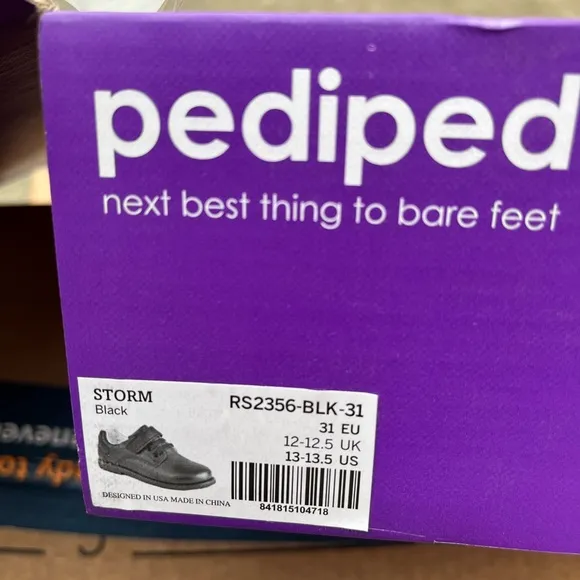 pediped
next best thing to bare feet
STORM
Black
RS2356-BLK-31
31 EU
12-12.5 UK
13-13.5 US
DESIGNED IN USA MADE IN CHINA
841815104718